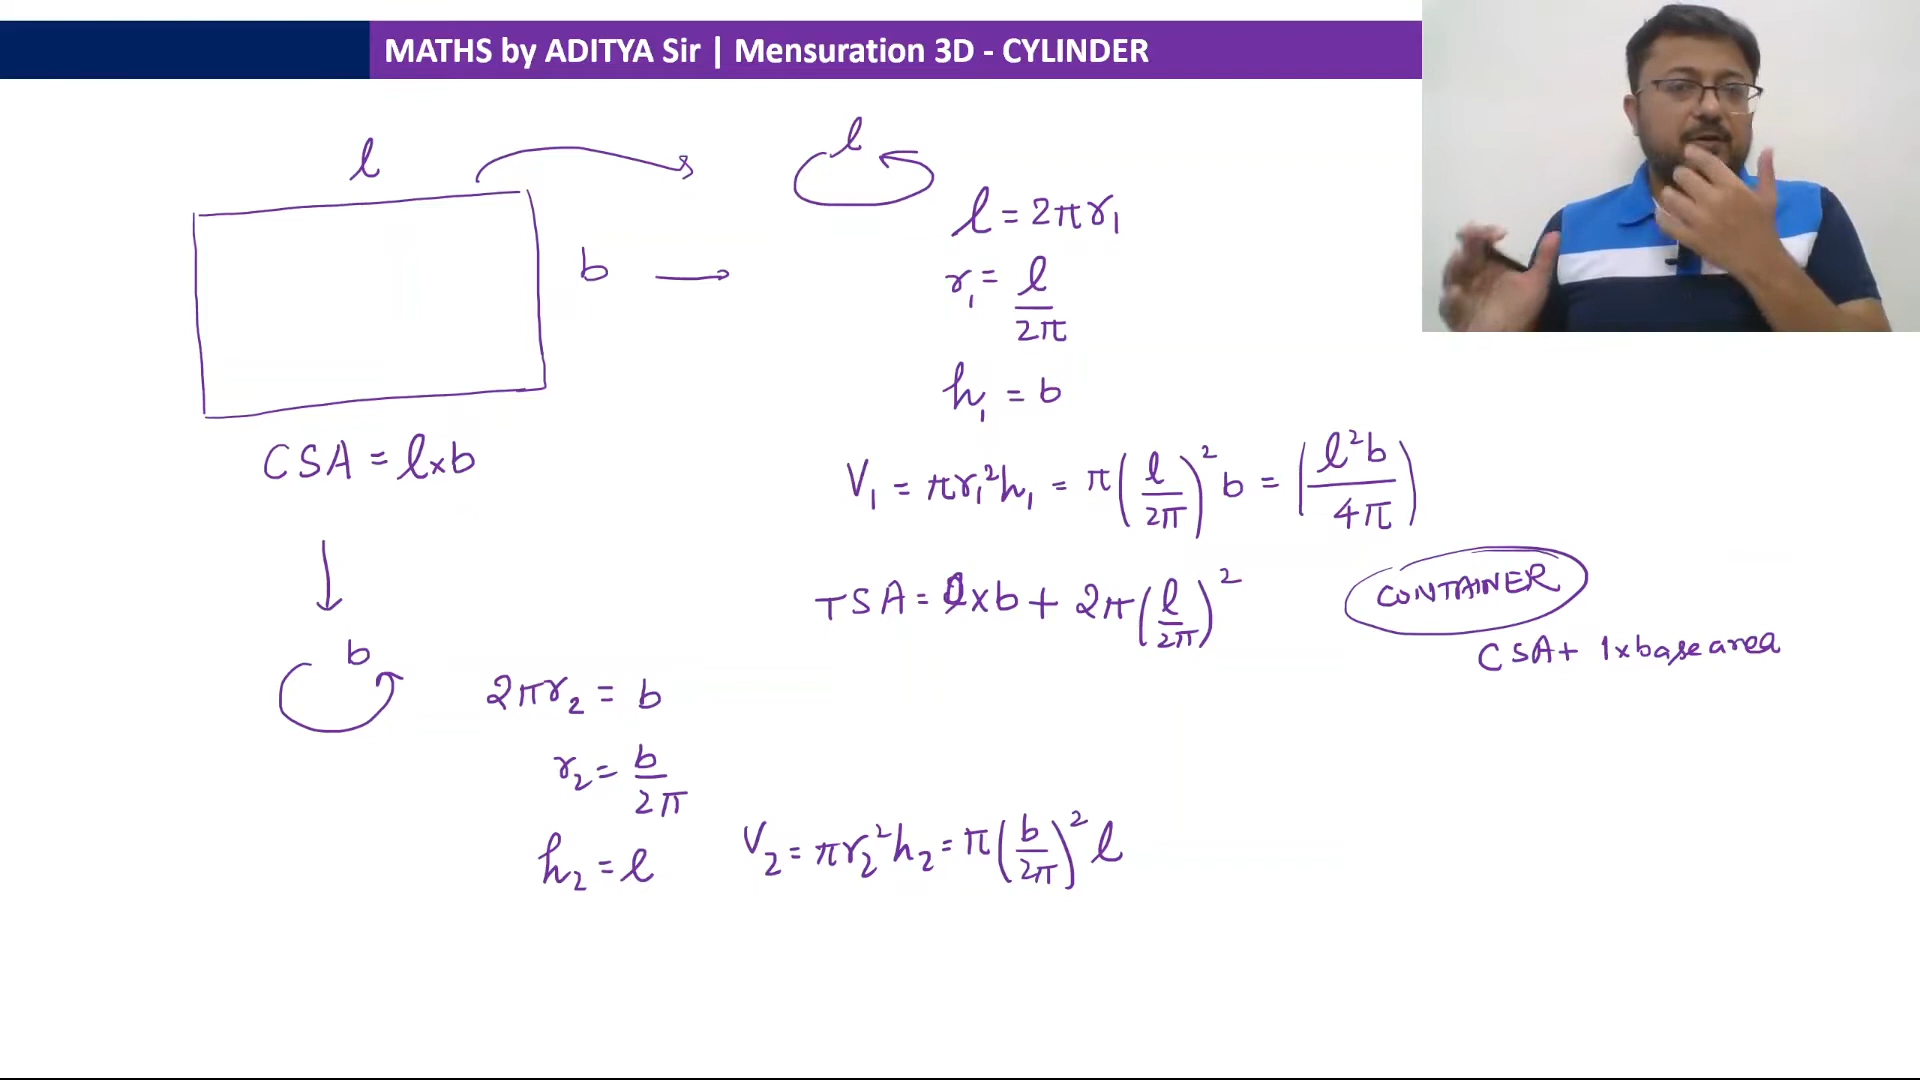 MATHS by ADITYA Sir | Mensuration 3D - CYLINDER
l
b
CSA = l×b
l
l = 2πr₁
r₁ = l/2π
h₁ = b
V₁ = πr₁²h₁ = π(l/2π)²b = (l²b/4π)
TSA = l×b + 2π(l/2π)²
CONTAINER
CSA + 1×base area
b
2πr₂ = b
r₂ = b/2π
h₂ = l
V₂ = πr₂²h₂ = π(b/2π)²l